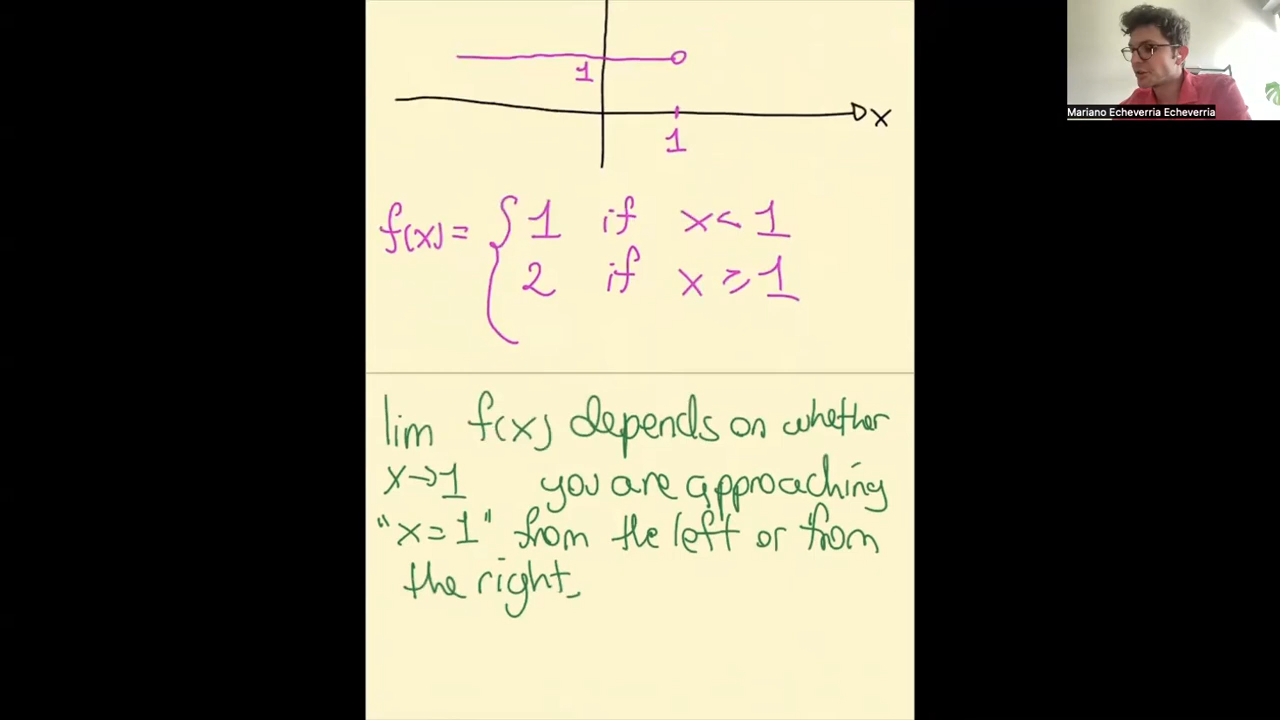 1
x
1
Mariano Echeverria Echeverria
f(x) = { 1 if x < 1
2 if x ≥ 1
lim f(x) depends on whether
x→1 you are approaching
"x=1" from the left or from
the right.